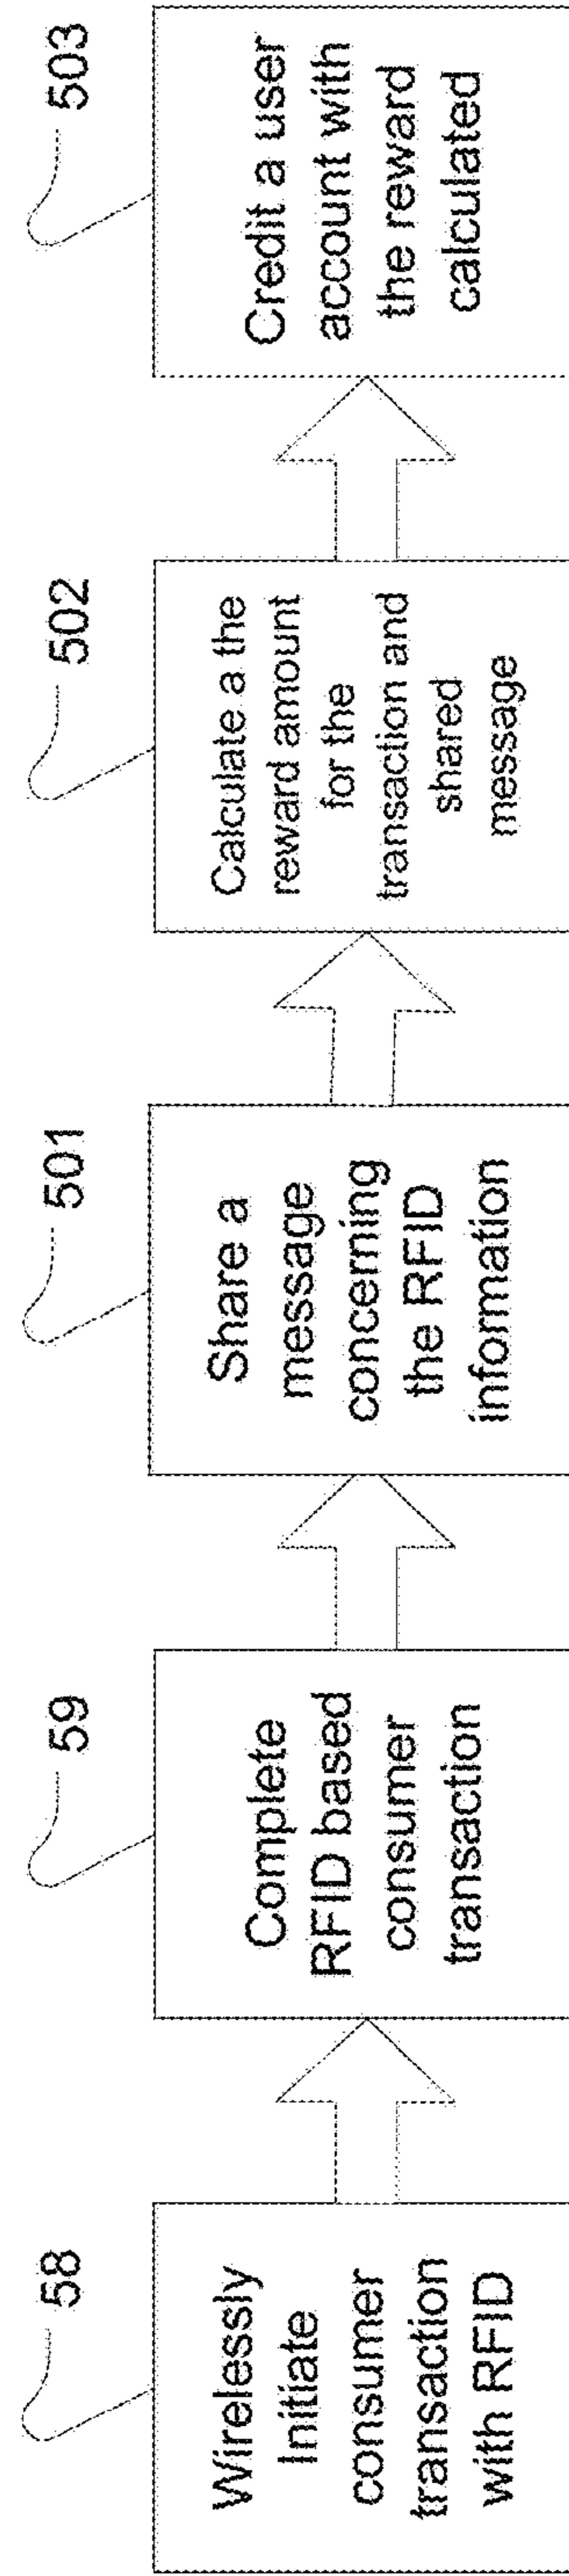 58
Wirelessly
Initiate
consumer
transaction
with RFID
59
Complete
RFID based
consumer
transaction
501
Share a
message
concerning
the RFID
information
502
Calculate a the
reward amount
for the
transaction and
shared
message
503
Credit a user
account with
the reward
calculated